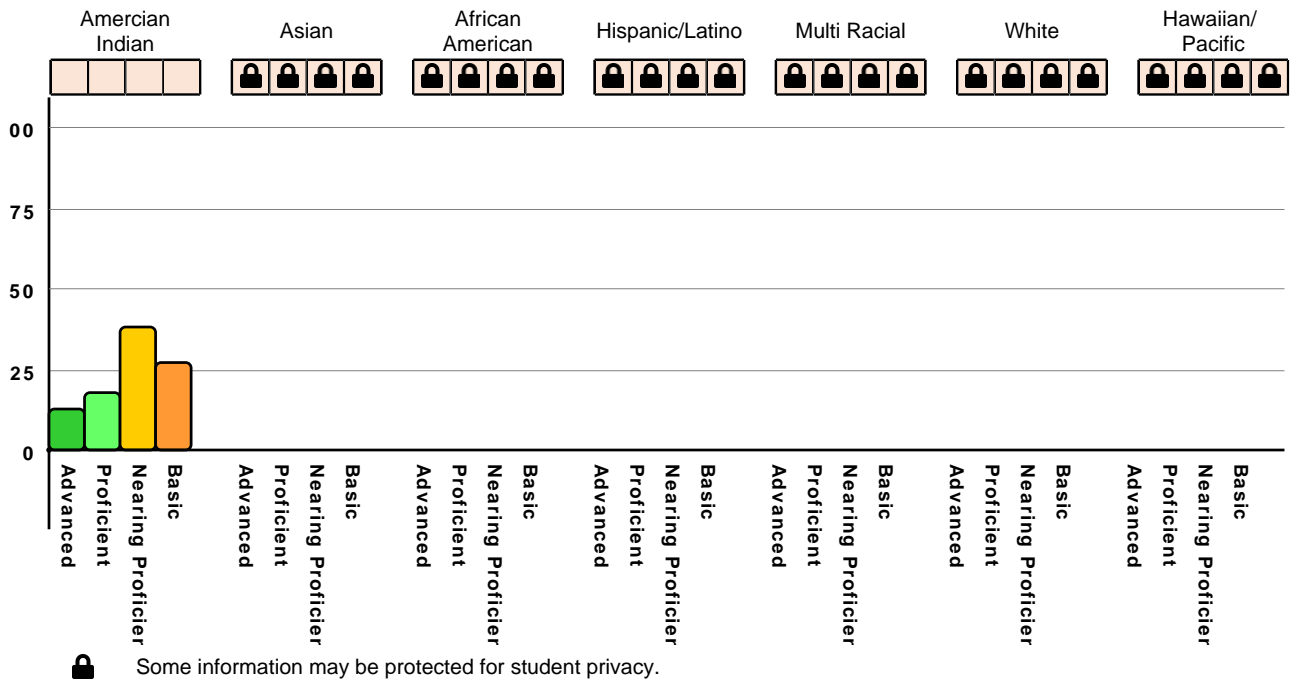 Amercian
Indian
Asian
African
American
Hispanic/Latino
Multi Racial
White
Hawaiian/
Pacific
00
75
50
25
0
Advanced
Proficient
Nearing Proficier
Basic
Advanced
Proficient
Nearing Proficier
Basic
Advanced
Proficient
Nearing Proficier
Basic
Advanced
Proficient
Nearing Proficier
Basic
Advanced
Proficient
Nearing Proficier
Basic
Advanced
Proficient
Nearing Proficier
Basic
Advanced
Proficient
Nearing Proficier
Basic
Some information may be protected for student privacy.